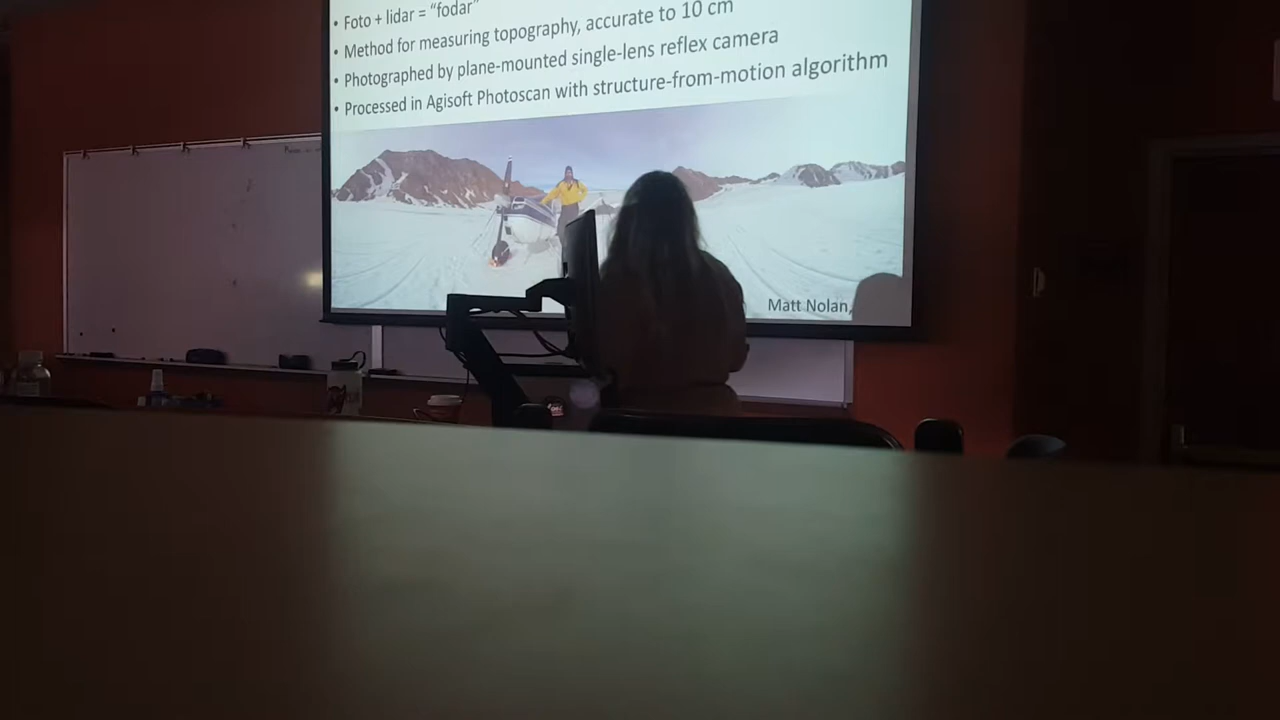 • Foto + lidar = “fodar”
• Method for measuring topography, accurate to 10 cm
• Photographed by plane-mounted single-lens reflex camera
• Processed in Agisoft Photoscan with structure-from-motion algorithm
Matt Nolan,